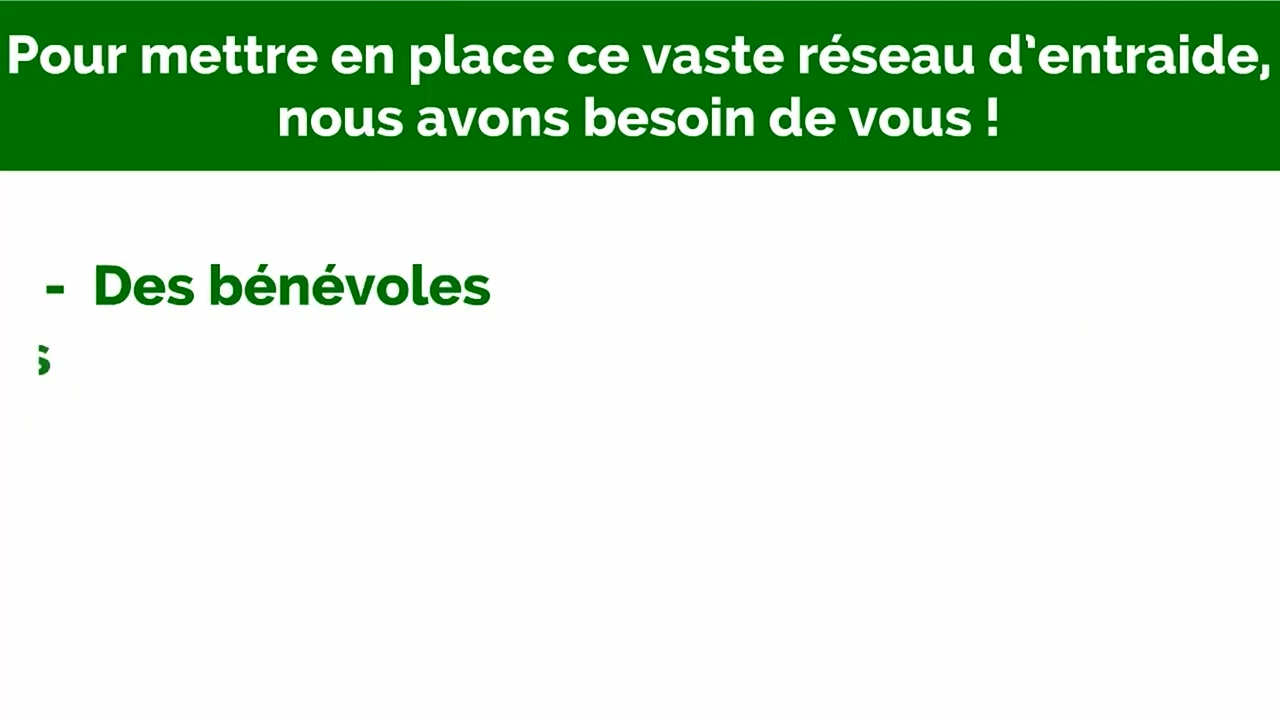 Pour mettre en place ce vaste réseau d’entraide,
nous avons besoin de vous !
- Des bénévoles